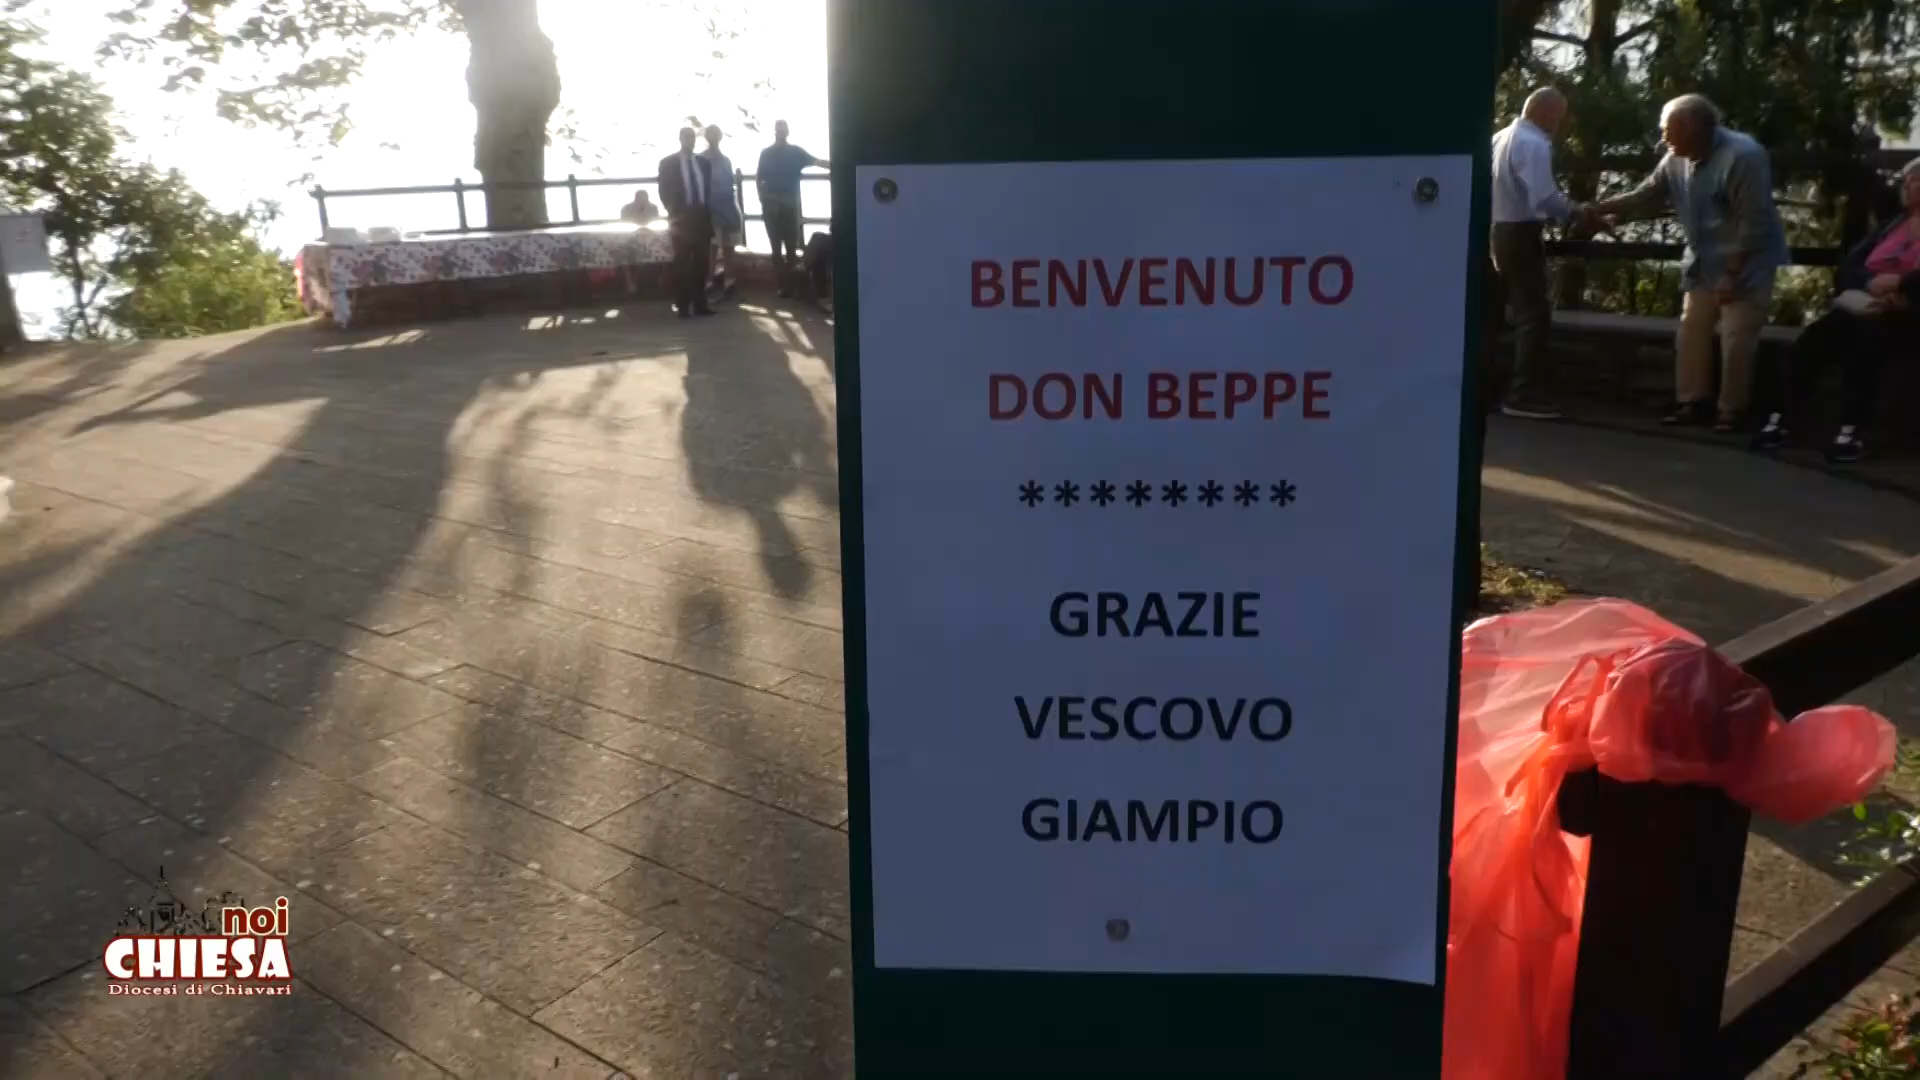 BENVENUTO
DON BEPPE
********
GRAZIE
VESCOVO
GIAMPIO
noi
CHIESA
Diocesi di Chiavari